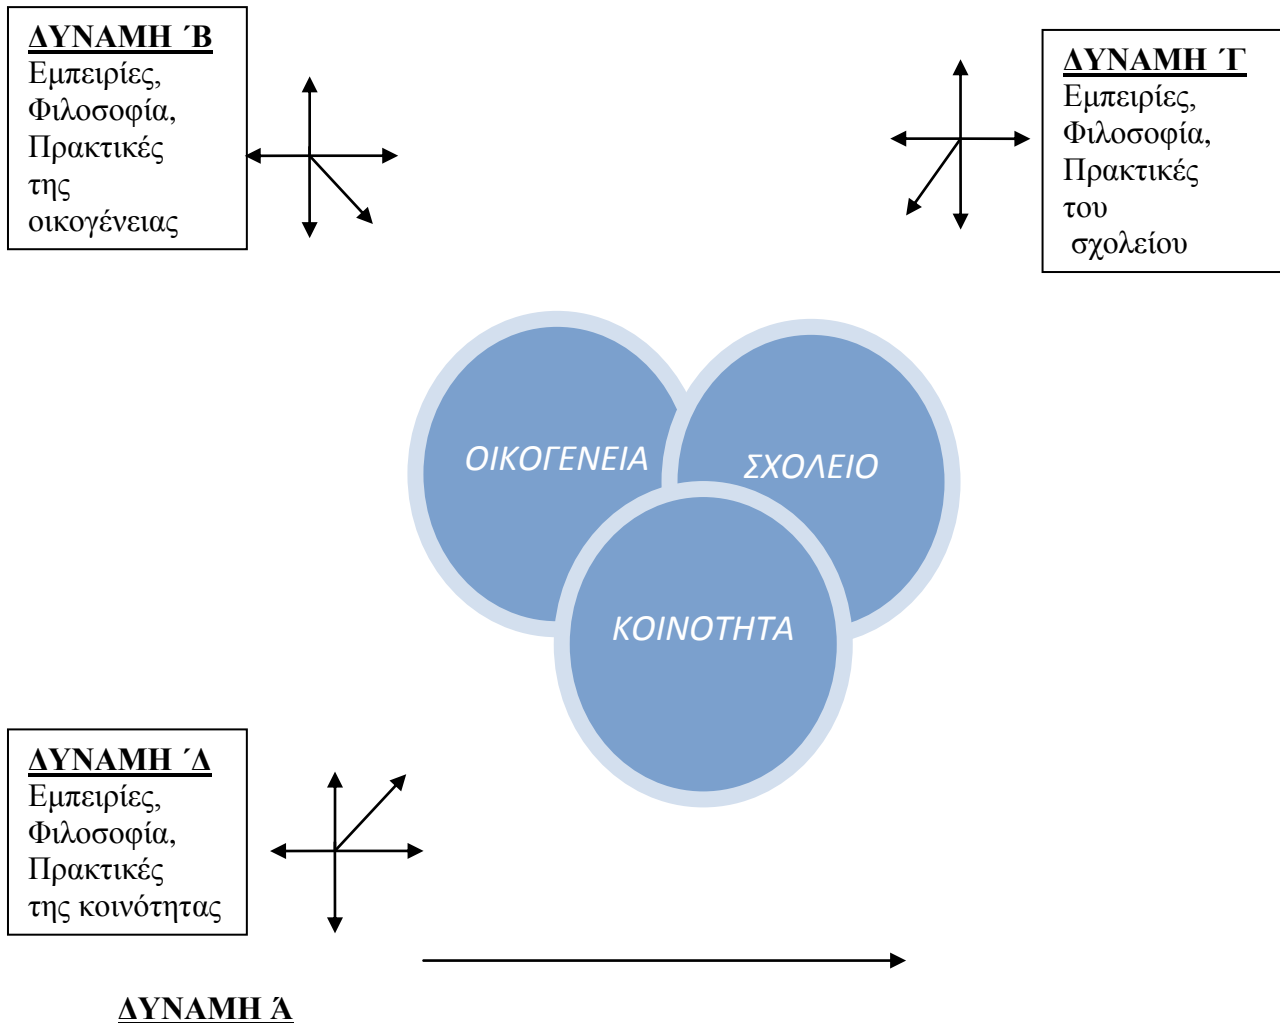 ΔΥΝΑΜΗ ΄Β
Εμπειρίες,
Φιλοσοφία,
Πρακτικές
της
οικογένειας
ΔΥΝΑΜΗ ΄Γ
Εμπειρίες,
Φιλοσοφία,
Πρακτικές
του
σχολείου
ΟΙΚΟΓΕΝΕΙΑ
ΣΧΟΛΕΙΟ
ΚΟΙΝΟΤΗΤΑ
ΔΥΝΑΜΗ ΄Δ
Εμπειρίες,
Φιλοσοφία,
Πρακτικές
της κοινότητας
ΔΥΝΑΜΗ Ά